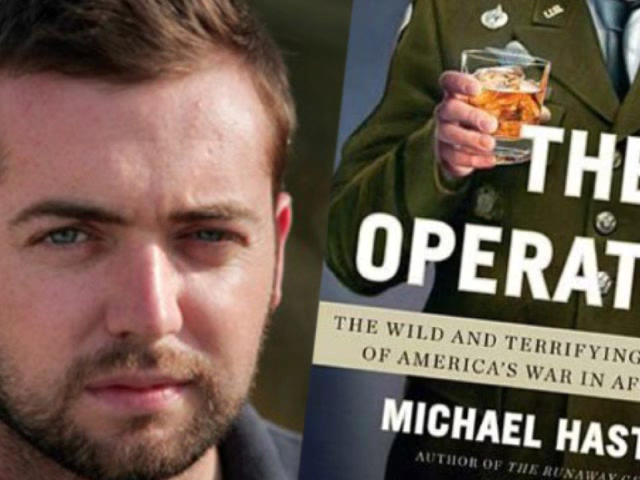 THE
OPERAT
THE WILD AND TERRIFYING
OF AMERICA'S WAR IN AF
MICHAEL HAST
AUTHOR OF THE RUNAWAY